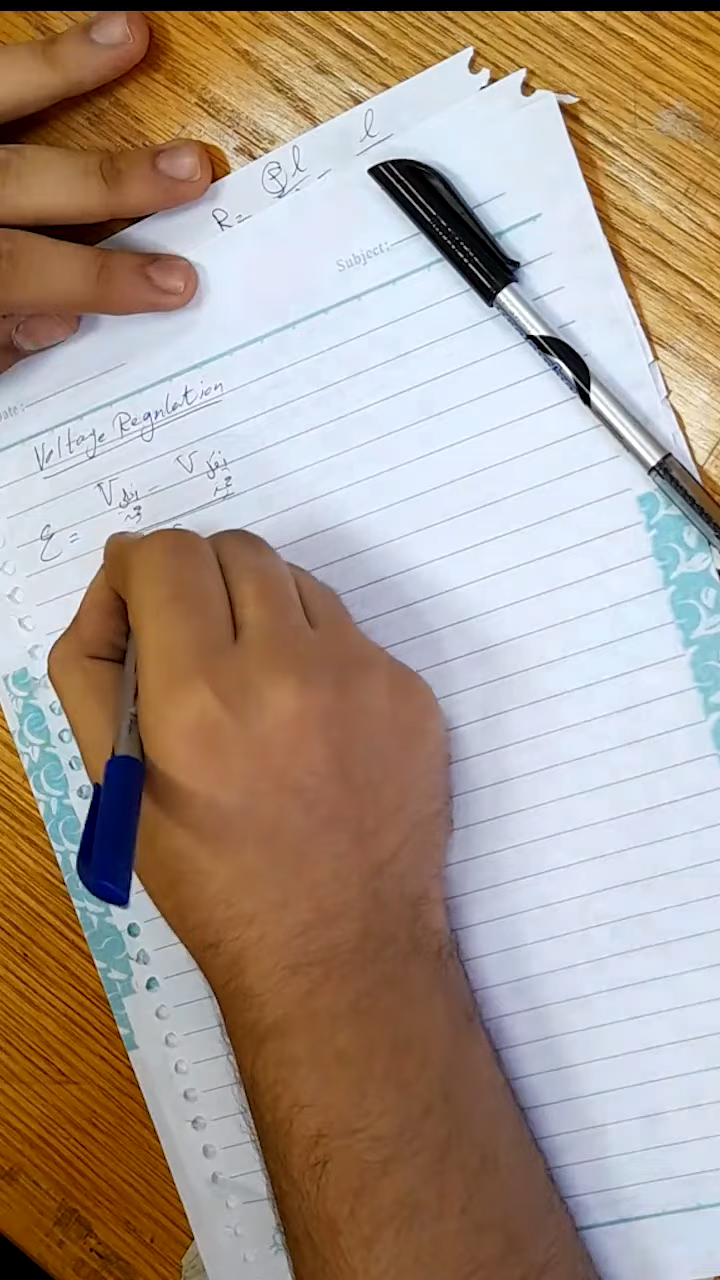 R = ρl l
Subject:
Date:
Voltage Regulation
V - V
ξ =